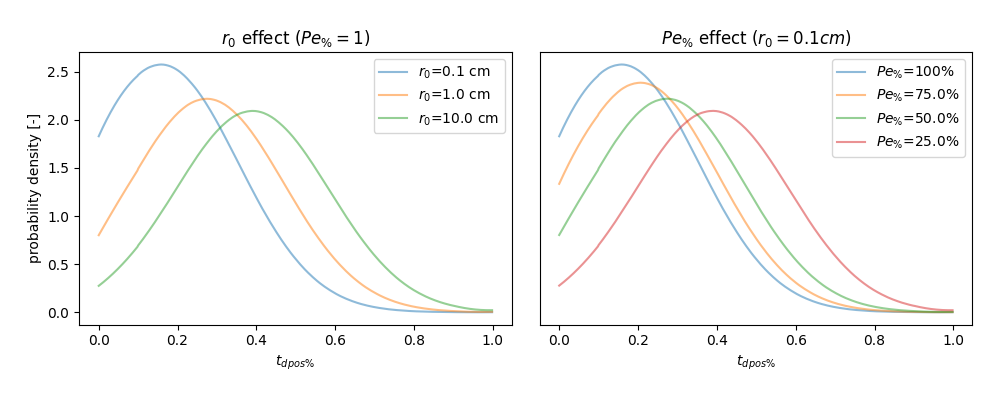 r₀ effect (Pe% = 1)
probability density [-]
2.5
2.0
1.5
1.0
0.5
0.0
0.0 0.2 0.4 0.6 0.8 1.0
t_dpos%
r₀=0.1 cm
r₀=1.0 cm
r₀=10.0 cm
Pe% effect (r₀ = 0.1cm)
Pe%=100%
Pe%=75.0%
Pe%=50.0%
Pe%=25.0%
0.0 0.2 0.4 0.6 0.8 1.0
t_dpos%